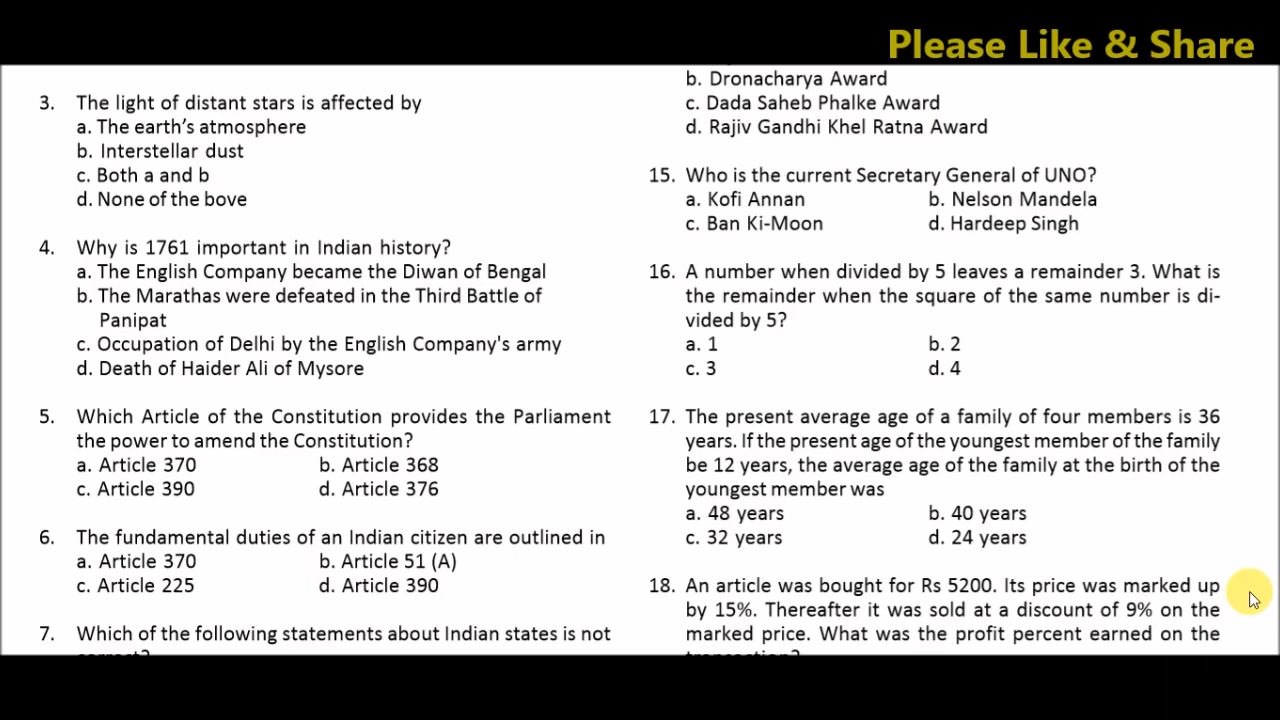 Please Like & Share
3. The light of distant stars is affected by
a. The earth’s atmosphere
b. Interstellar dust
c. Both a and b
d. None of the bove
4. Why is 1761 important in Indian history?
a. The English Company became the Diwan of Bengal
b. The Marathas were defeated in the Third Battle of
Panipat
c. Occupation of Delhi by the English Company's army
d. Death of Haider Ali of Mysore
5. Which Article of the Constitution provides the Parliament
the power to amend the Constitution?
a. Article 370 b. Article 368
c. Article 390 d. Article 376
6. The fundamental duties of an Indian citizen are outlined in
a. Article 370 b. Article 51 (A)
c. Article 225 d. Article 390
7. Which of the following statements about Indian states is not
correct?
b. Dronacharya Award
c. Dada Saheb Phalke Award
d. Rajiv Gandhi Khel Ratna Award
15. Who is the current Secretary General of UNO?
a. Kofi Annan b. Nelson Mandela
c. Ban Ki-Moon d. Hardeep Singh
16. A number when divided by 5 leaves a remainder 3. What is
the remainder when the square of the same number is di-
vided by 5?
a. 1 b. 2
c. 3 d. 4
17. The present average age of a family of four members is 36
years. If the present age of the youngest member of the family
be 12 years, the average age of the family at the birth of the
youngest member was
a. 48 years b. 40 years
c. 32 years d. 24 years
18. An article was bought for Rs 5200. Its price was marked up
by 15%. Thereafter it was sold at a discount of 9% on the
marked price. What was the profit percent earned on the
transaction?